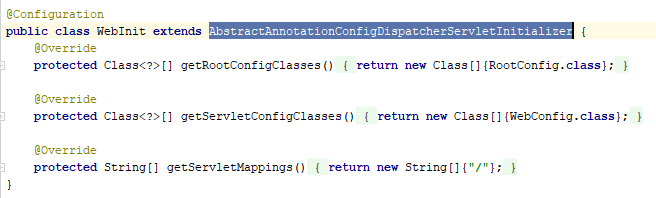 @Configuration
public class WebInit extends AbstractAnnotationConfigDispatcherServletInitializer {
@Override
protected Class<?>[] getRootConfigClasses() { return new Class[]{RootConfig.class}; }
@Override
protected Class<?>[] getServletConfigClasses() { return new Class[]{WebConfig.class}; }
@Override
protected String[] getServletMappings() { return new String[]{"/"}; }
}